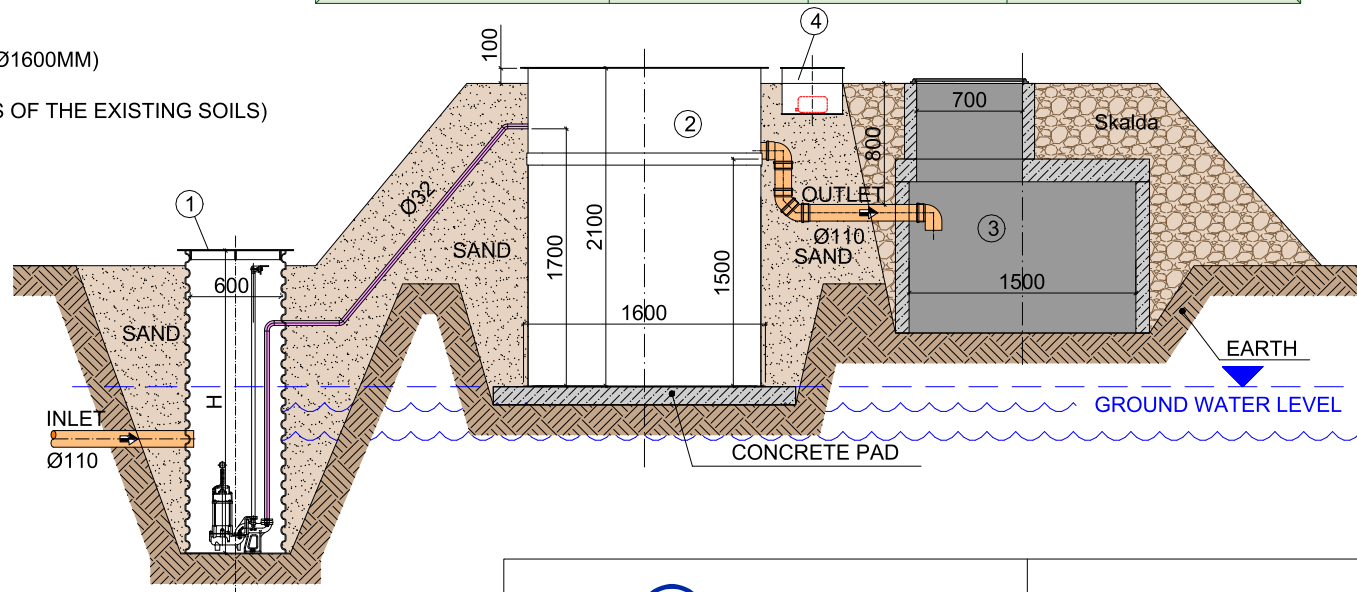 Ø1600MM)
S OF THE EXISTING SOILS)
100
4
2
700
Skalda
800
Ø32
1
OUTLET
Ø110
SAND
3
SAND
2100
1700
1500
600
1500
SAND
1600
EARTH
H
GROUND WATER LEVEL
INLET
Ø110
CONCRETE PAD